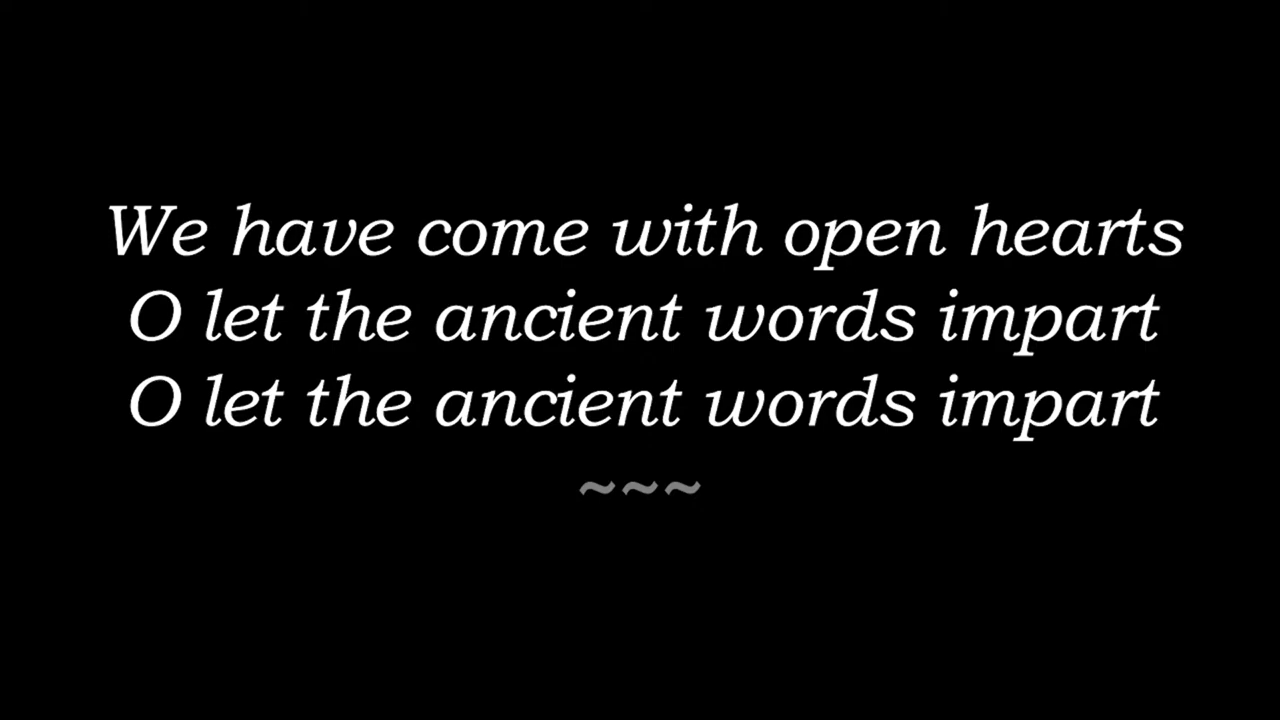 We have come with open hearts
O let the ancient words impart
O let the ancient words impart
~~~